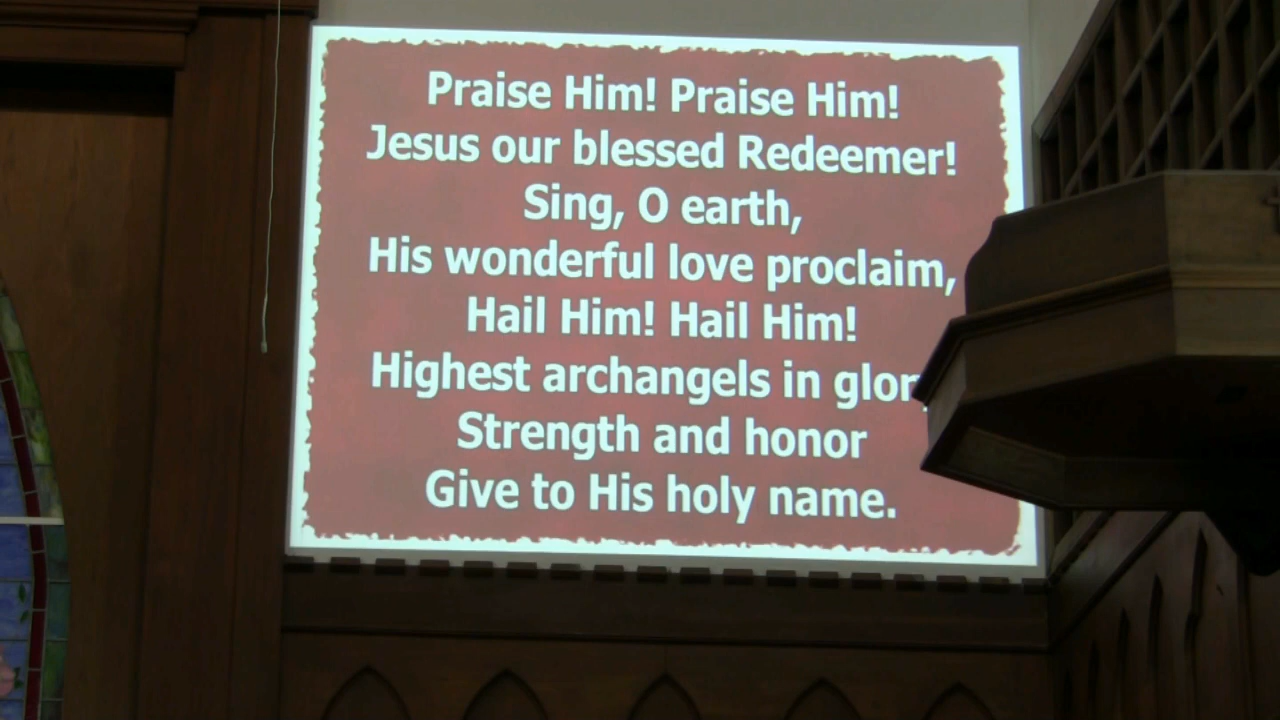 Praise Him! Praise Him!
Jesus our blessed Redeemer!
Sing, O earth,
His wonderful love proclaim,
Hail Him! Hail Him!
Highest archangels in glory
Strength and honor
Give to His holy name.